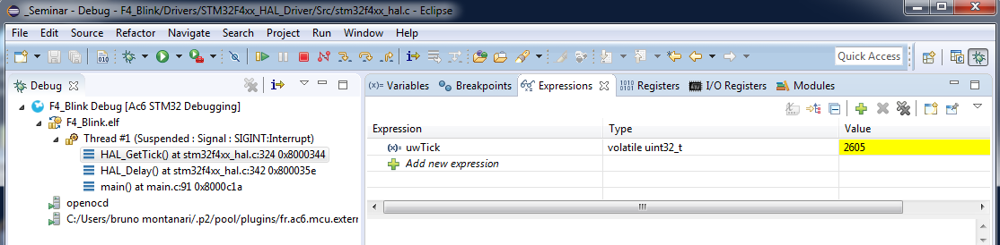 _Seminar - Debug - F4_Blink/Drivers/STM32F4xx_HAL_Driver/Src/stm32f4xx_hal.c - Eclipse
File Edit Source Refactor Navigate Search Project Run Window Help
Quick Access
Debug
F4_Blink Debug [Ac6 STM32 Debugging]
F4_Blink.elf
Thread #1 (Suspended : Signal : SIGINT:Interrupt)
HAL_GetTick() at stm32f4xx_hal.c:324 0x8000344
HAL_Delay() at stm32f4xx_hal.c:342 0x800035e
main() at main.c:91 0x8000c1a
openocd
C:/Users/bruno montanari/.p2/pool/plugins/fr.ac6.mcu.extern
(x)= Variables Breakpoints Expressions 1010 0101 Registers I/O Registers Modules
Expression Type Value
(x)= uwTick volatile uint32_t 2605
Add new expression